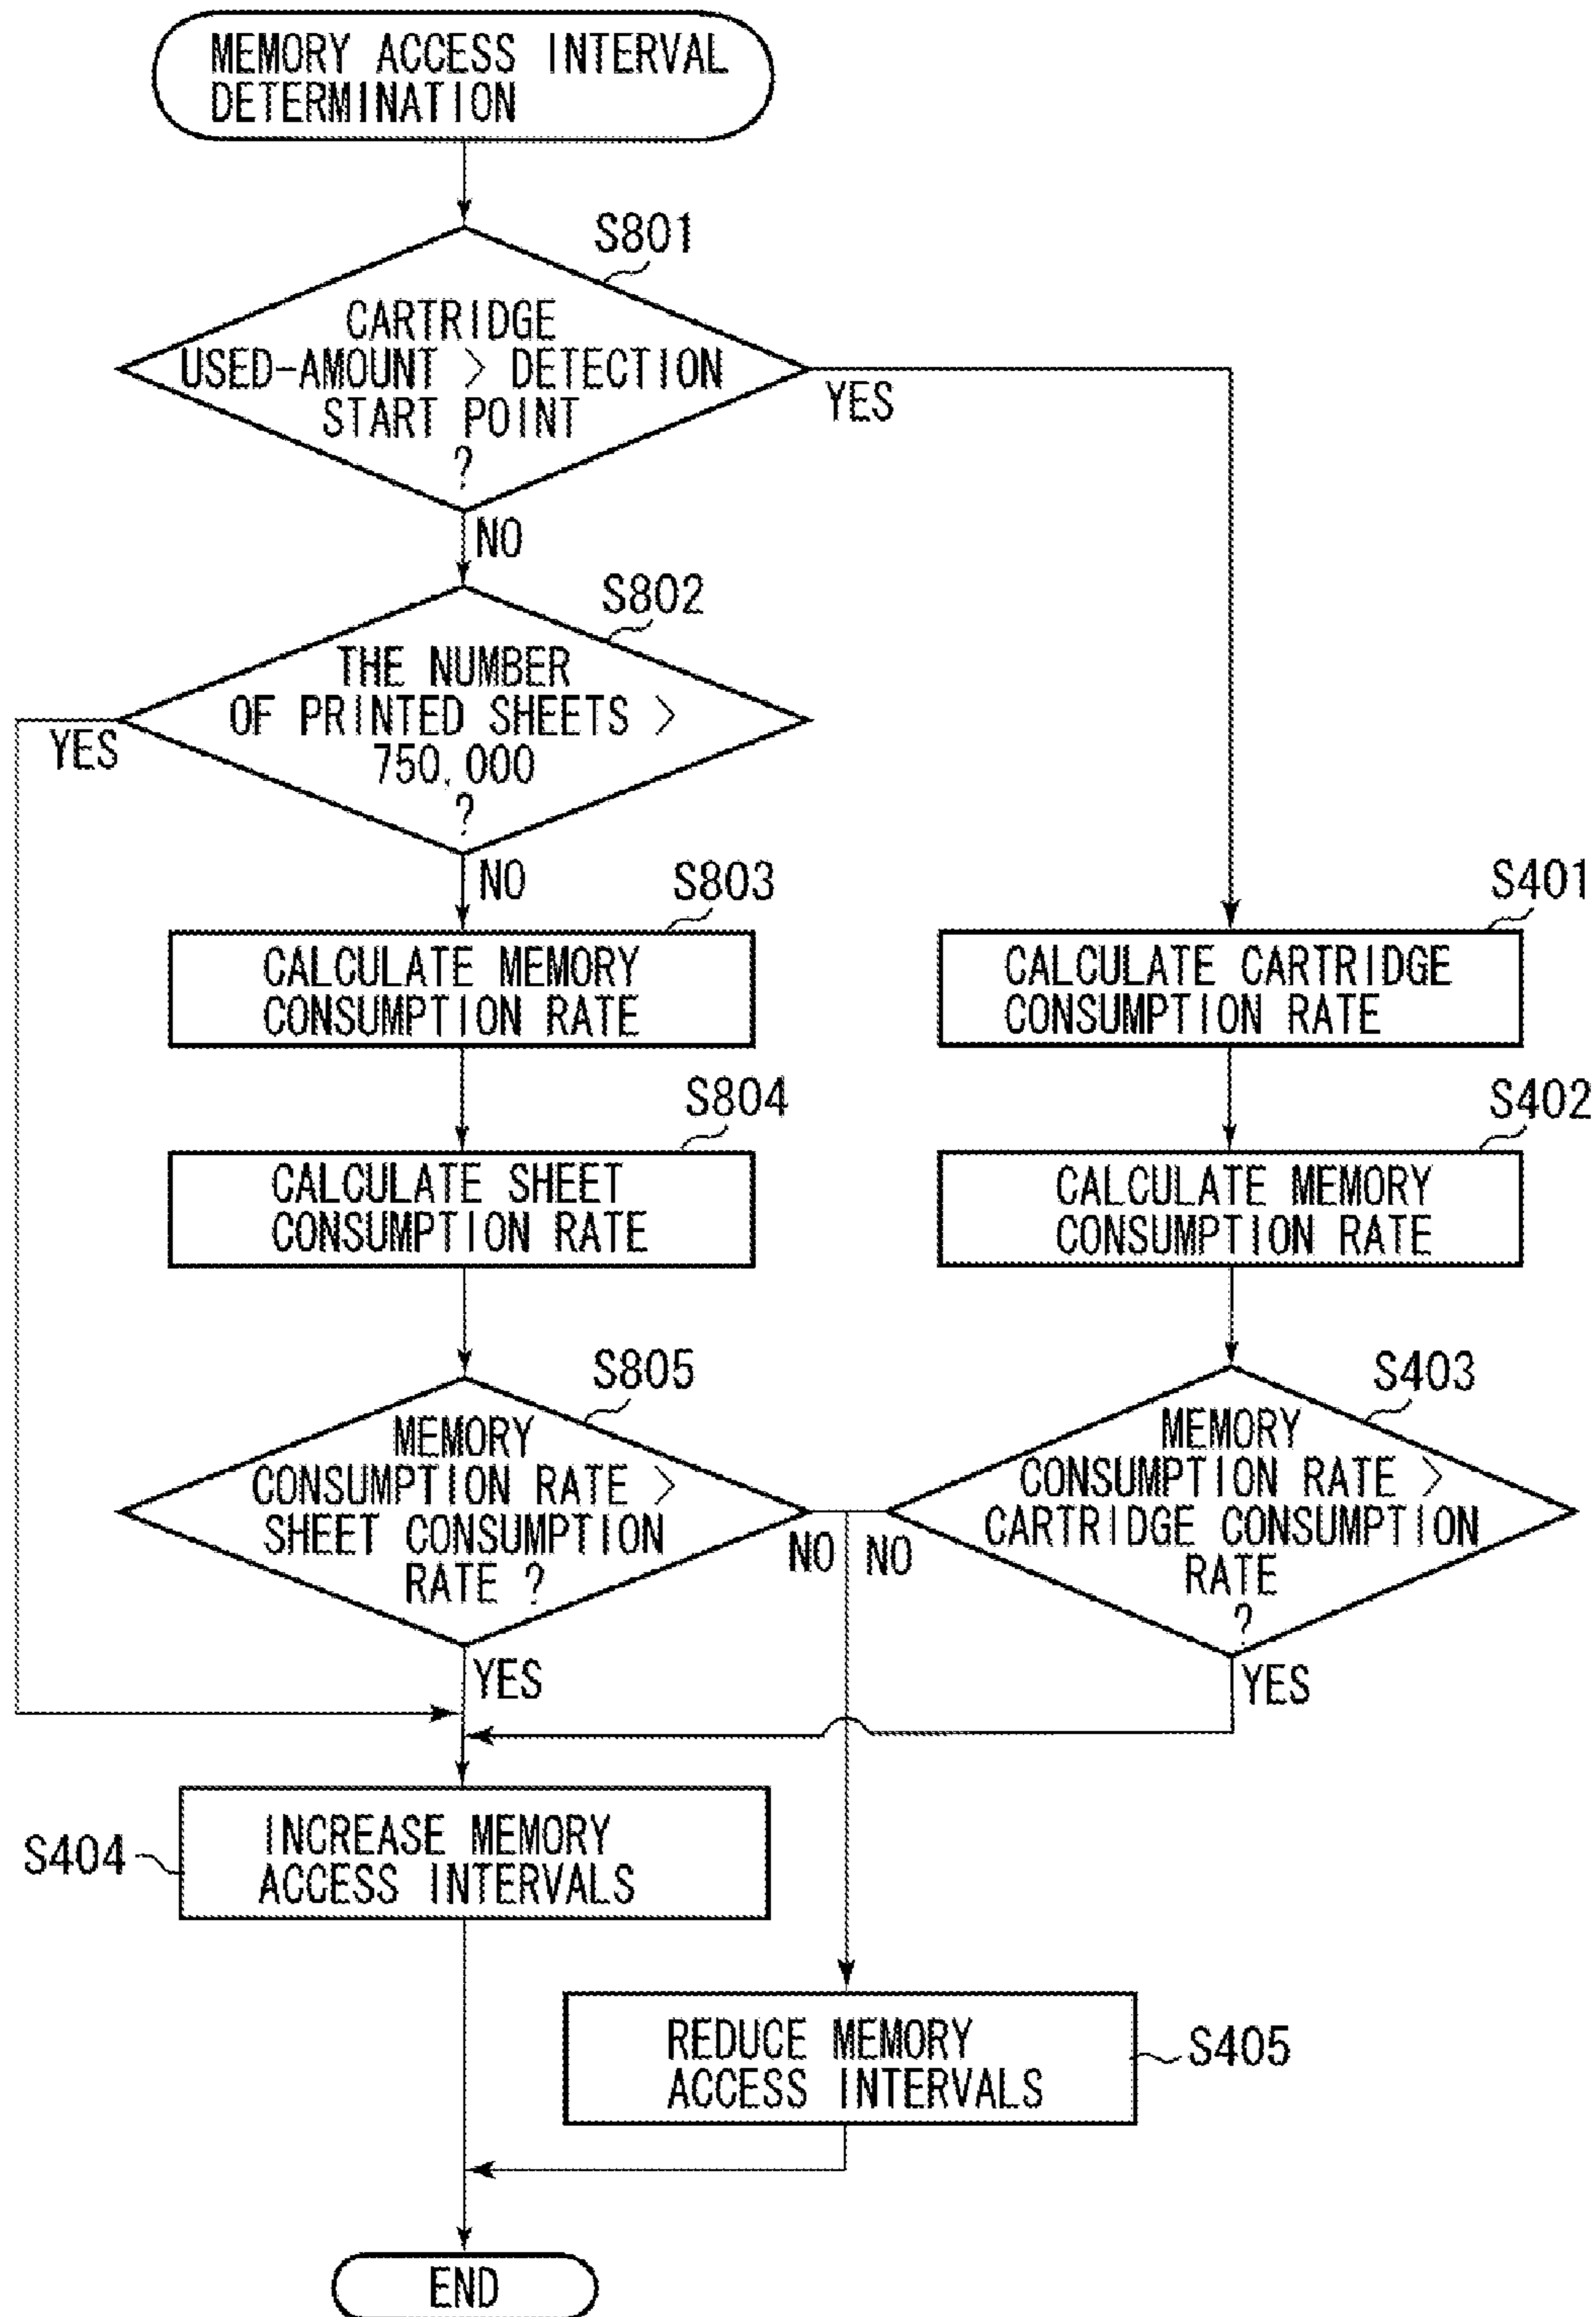 MEMORY ACCESS INTERVAL
DETERMINATION
S801
CARTRIDGE
USED-AMOUNT > DETECTION
START POINT
?
YES
NO
S802
THE NUMBER
OF PRINTED SHEETS >
750,000
?
YES
NO
S803
CALCULATE MEMORY
CONSUMPTION RATE
S401
CALCULATE CARTRIDGE
CONSUMPTION RATE
S804
CALCULATE SHEET
CONSUMPTION RATE
S402
CALCULATE MEMORY
CONSUMPTION RATE
S805
MEMORY
CONSUMPTION RATE >
SHEET CONSUMPTION
RATE ?
NO
YES
S403
MEMORY
CONSUMPTION RATE >
CARTRIDGE CONSUMPTION
RATE
?
NO
YES
S404
INCREASE MEMORY
ACCESS INTERVALS
REDUCE MEMORY
ACCESS INTERVALS
S405
END